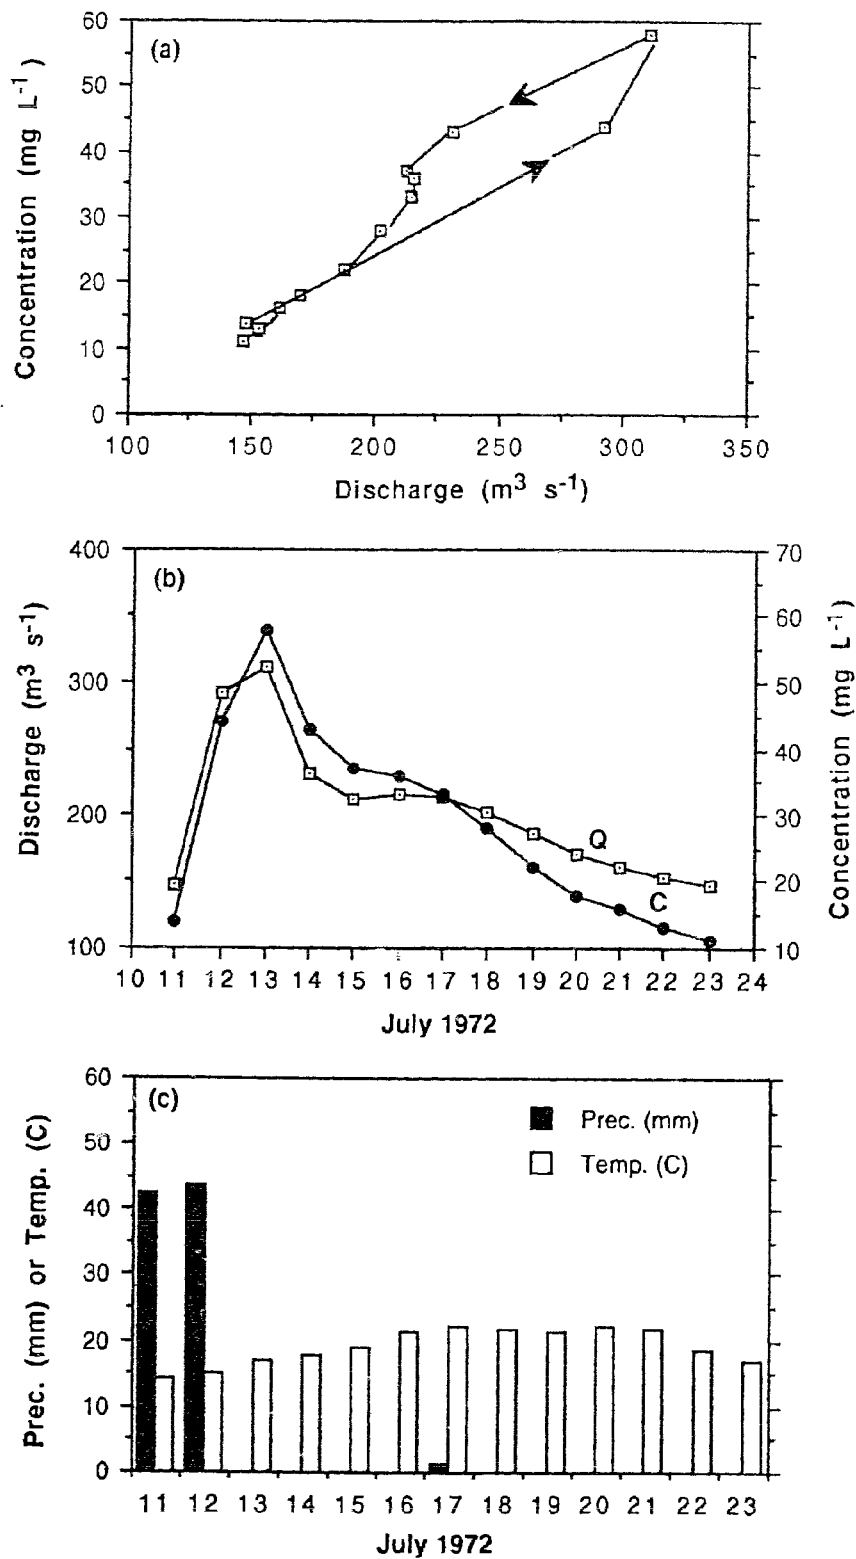 (a)
60
50
40
30
20
10
0
Concentration (mg L-1)
100 150 200 250 300 350
Discharge (m3 s-1)
(b)
400
300
200
100
Discharge (m3 s-1)
70
60
50
40
30
20
10
Concentration (mg L-1)
Q
C
10 11 12 13 14 15 16 17 18 19 20 21 22 23 24
July 1972
(c)
60
50
40
30
20
10
0
Prec. (mm) or Temp. (C)
Prec. (mm)
Temp. (C)
11 12 13 14 15 16 17 18 19 20 21 22 23
July 1972